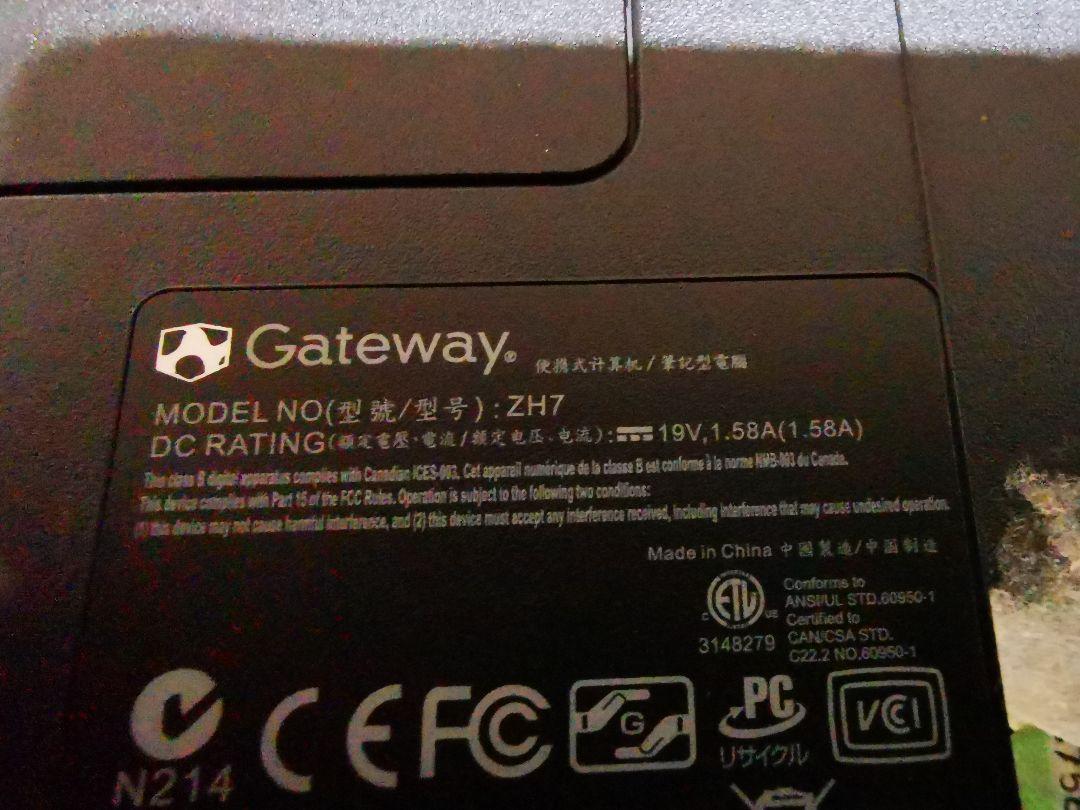 Gateway® 便携式计算机/筆記型電腦
MODEL NO(型號/型号):ZH7
DC RATING(額定電壓、電流/额定电压、电流): 19V,1.58A(1.58A)
This class B digital apparatus complies with Canadian ICES-003. Cet appareil numérique de la classe B est conforme à la norme NMB-003 du Canada.
This device complies with Part 15 of the FCC Rules. Operation is subject to the following two conditions:
(1) this device may not cause harmful interference, and (2) this device must accept any interference received, including interference that may cause undesired operation.
Made in China 中國製造/中国制造
ETL
C US
Conforms to
ANSI/UL STD.60950-1
Certified to
CAN/CSA STD.
C22.2 NO.60950-1
3148279
N214
CE
FC
G
PC
リサイクル
VCCI